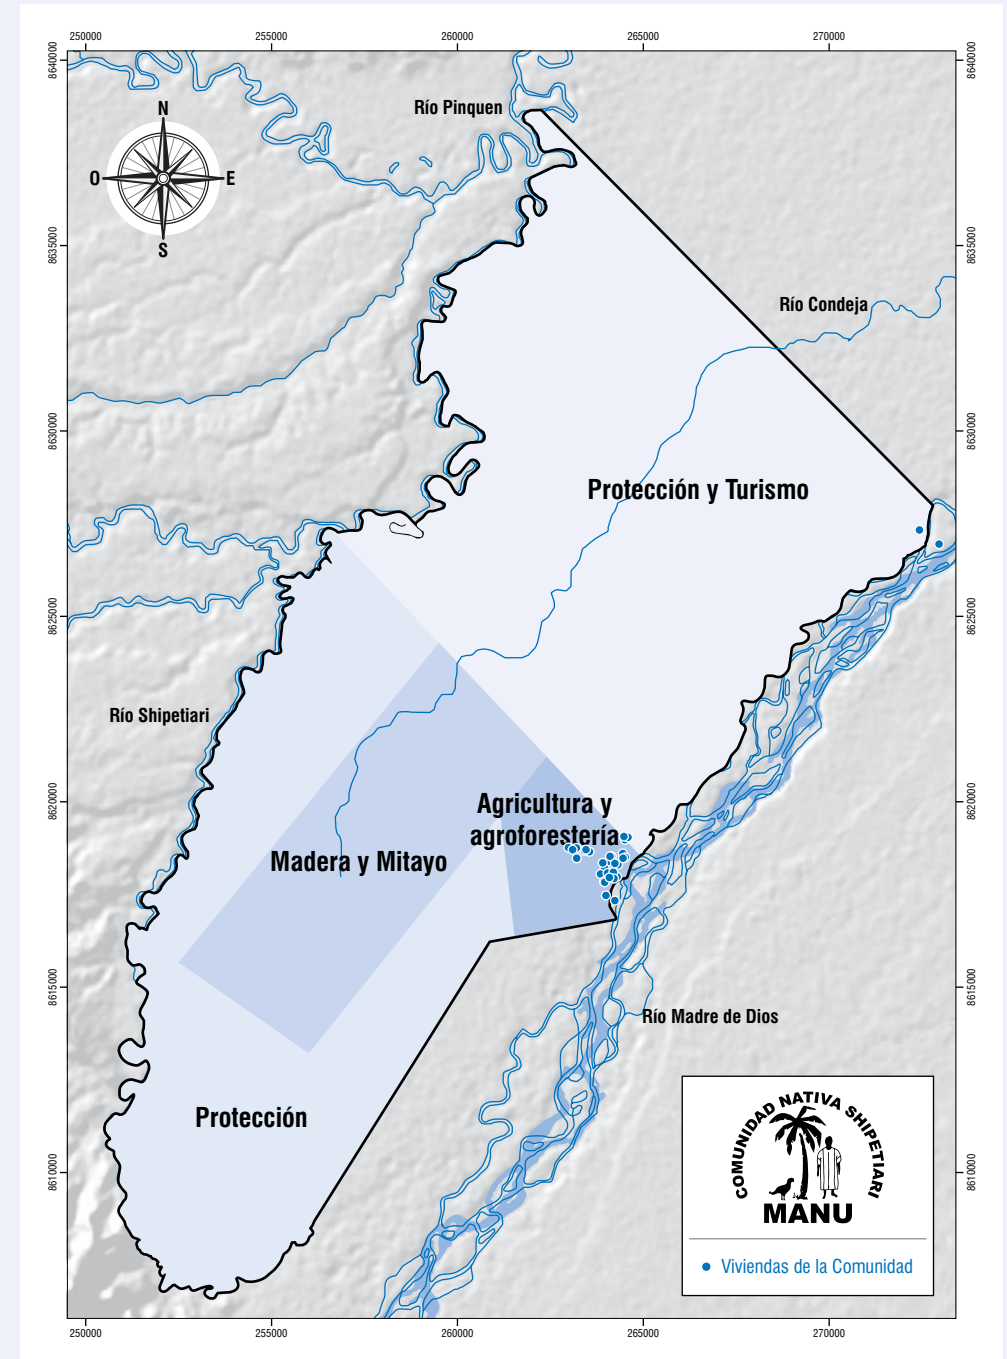 250000
255000
260000
265000
270000
8640000
8640000
Río Pinquen
N
O
E
S
8635000
8635000
Río Condeja
8630000
8630000
Protección y Turismo
8625000
8625000
Río Shipetiari
8620000
8620000
Agricultura y
agroforestería
Madera y Mitayo
8615000
8615000
Río Madre de Dios
Protección
8610000
8610000
COMUNIDAD NATIVA SHIPETIARI
MANU
Viviendas de la Comunidad
250000
255000
260000
265000
270000